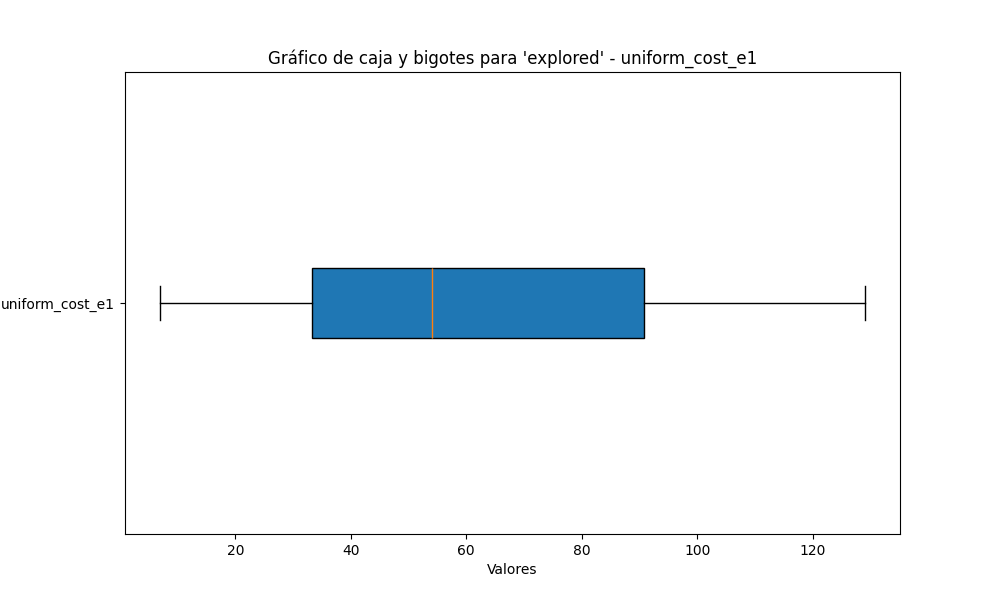 Gráfico de caja y bigotes para 'explored' - uniform_cost_e1
uniform_cost_e1
20 40 60 80 100 120
Valores